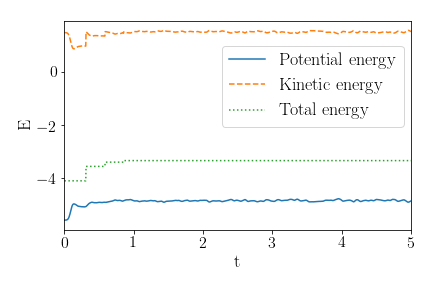 E
0
−2
−4
Potential energy
Kinetic energy
Total energy
0 1 2 3 4 5
t